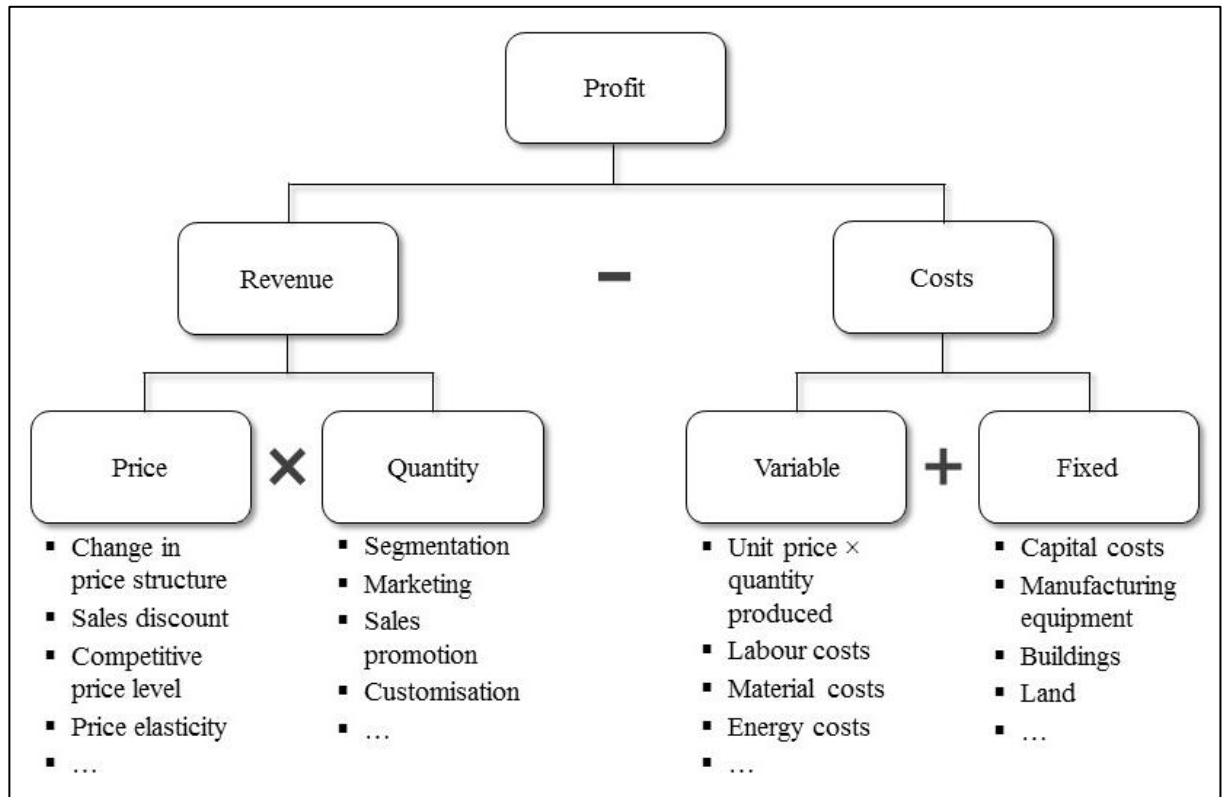 Profit
Revenue
−
Costs
Price
×
Quantity
Variable
+
Fixed
▪ Change in
price structure
▪ Sales discount
▪ Competitive
price level
▪ Price elasticity
▪ …
▪ Segmentation
▪ Marketing
▪ Sales
promotion
▪ Customisation
▪ …
▪ Unit price ×
quantity
produced
▪ Labour costs
▪ Material costs
▪ Energy costs
▪ …
▪ Capital costs
▪ Manufacturing
equipment
▪ Buildings
▪ Land
▪ …